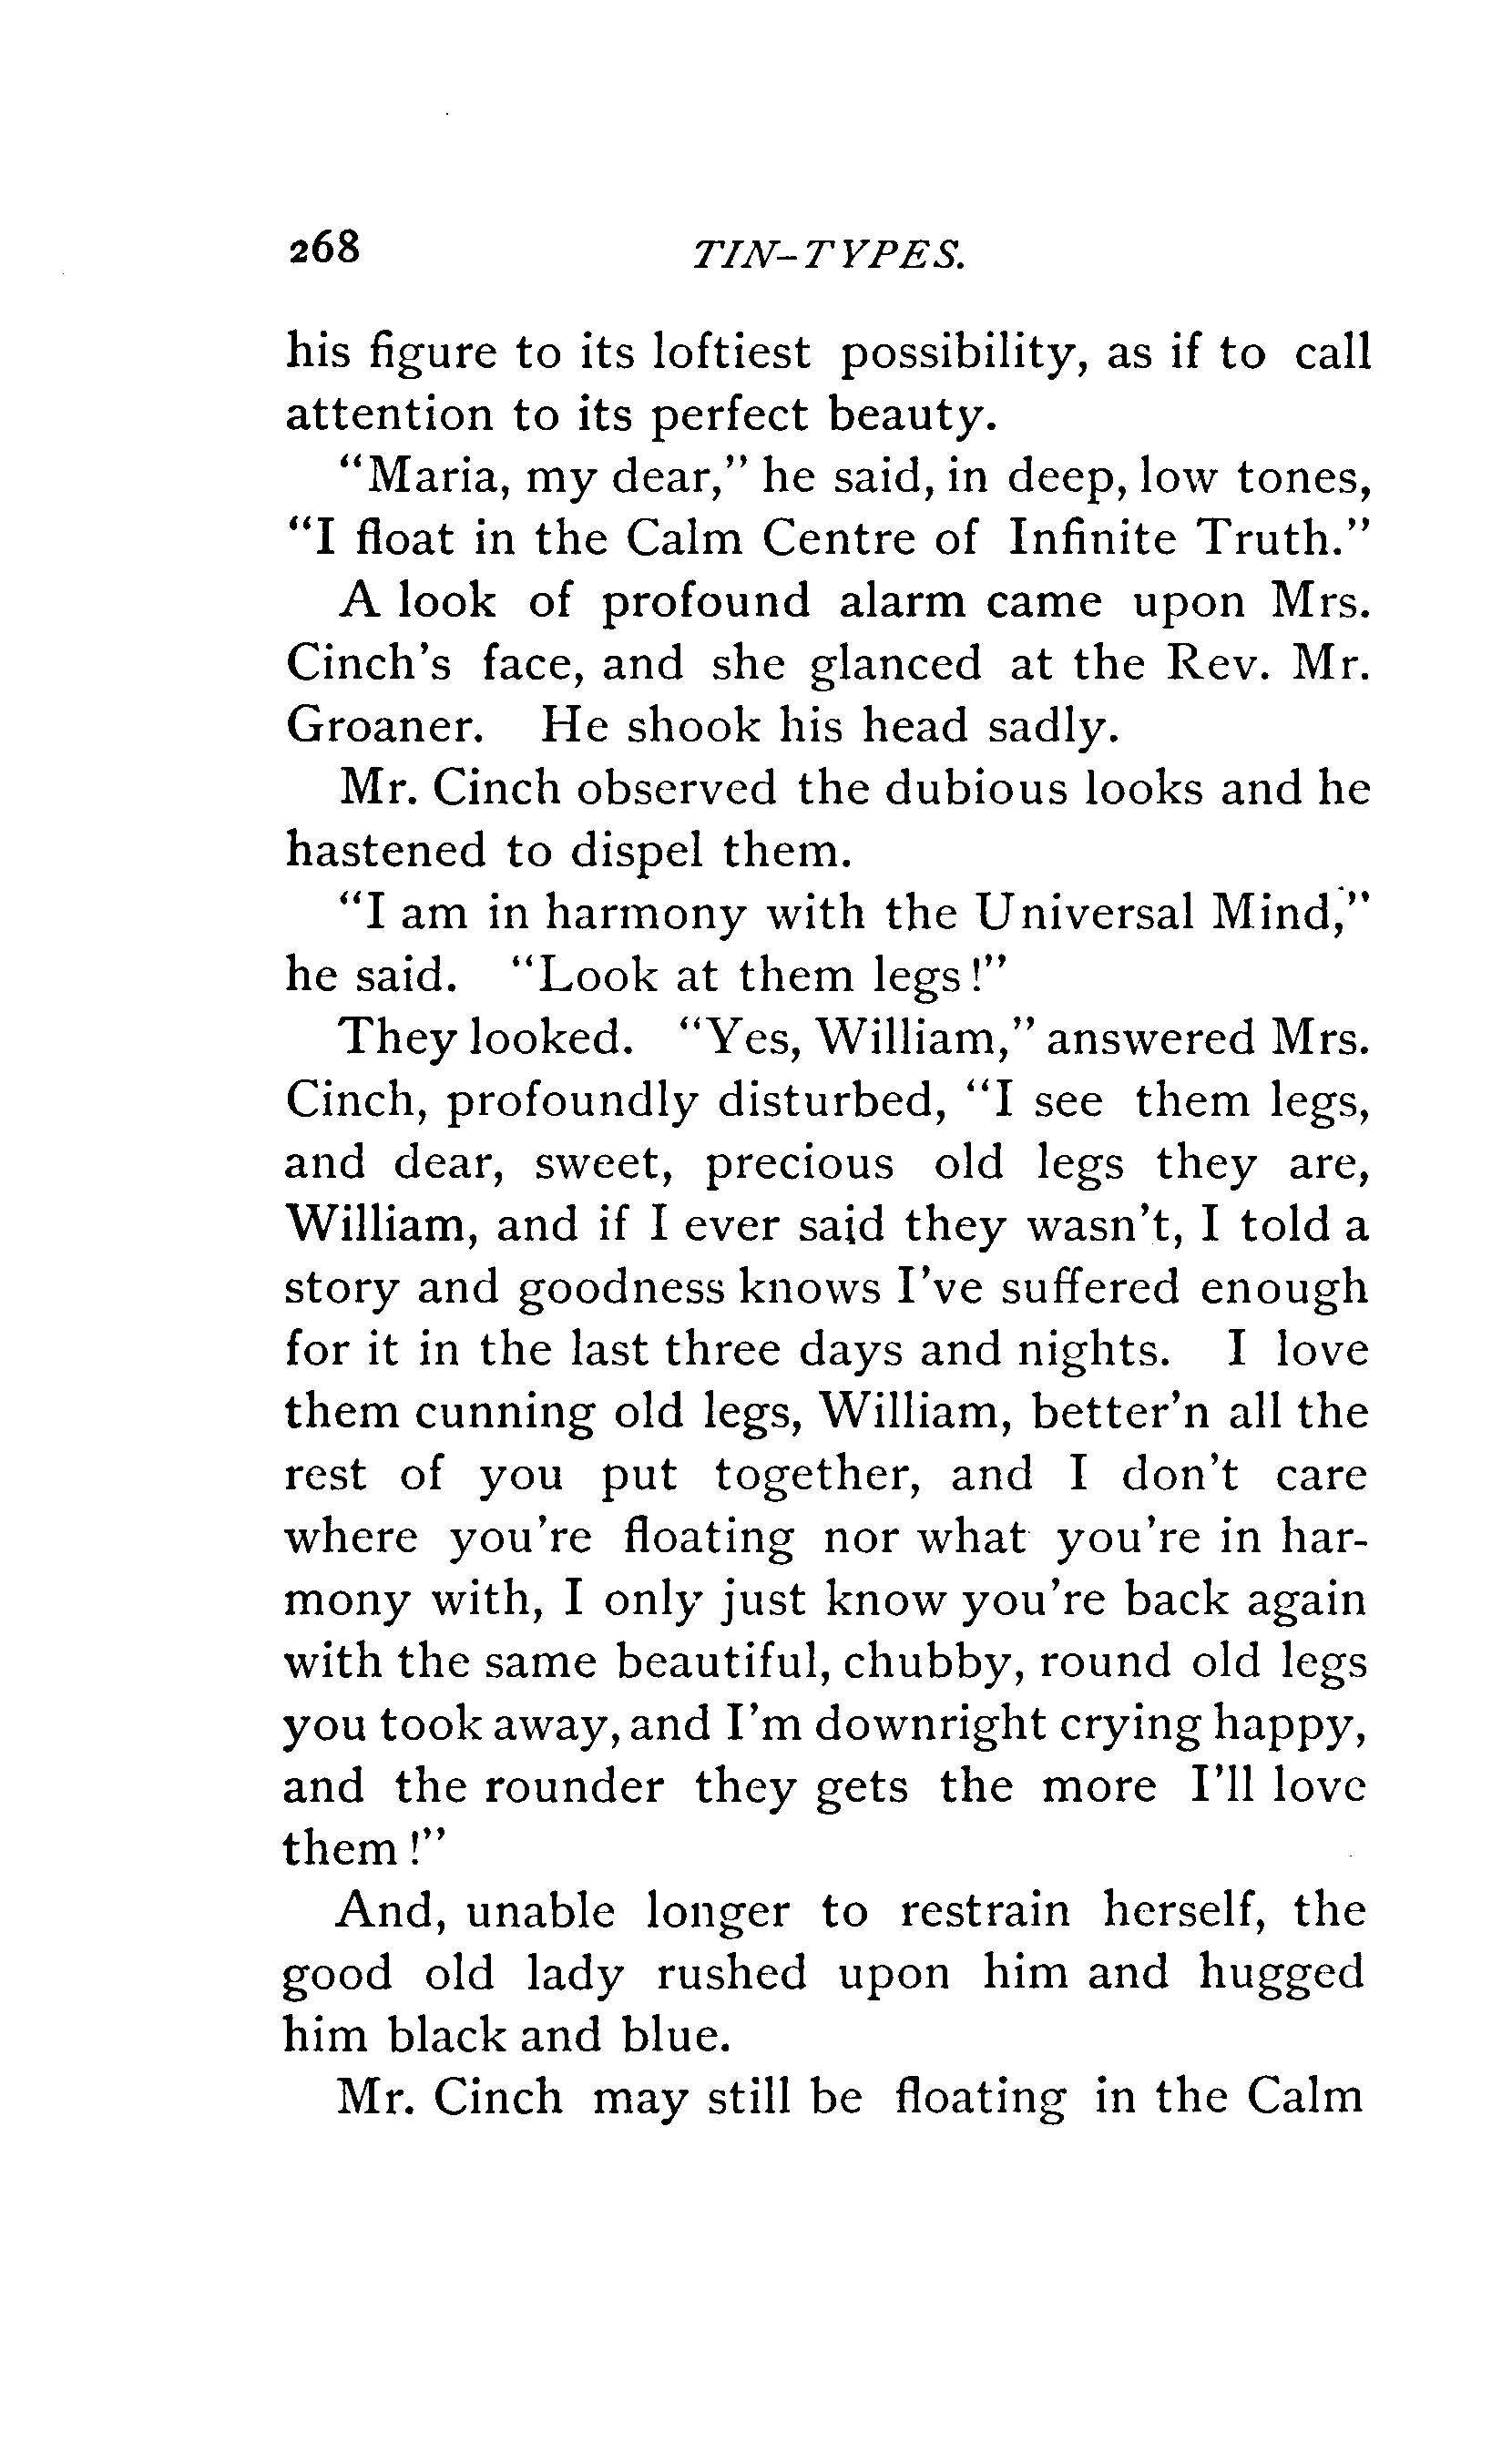 268 TIN-TYPES.
his figure to its loftiest possibility, as if to call
attention to its perfect beauty.
"Maria, my dear," he said, in deep, low tones,
"I float in the Calm Centre of Infinite Truth."
A look of profound alarm came upon Mrs.
Cinch's face, and she glanced at the Rev. Mr.
Groaner. He shook his head sadly.
Mr. Cinch observed the dubious looks and he
hastened to dispel them.
"I am in harmony with the Universal Mind,"
he said. "Look at them legs!"
They looked. "Yes, William," answered Mrs.
Cinch, profoundly disturbed, "I see them legs,
and dear, sweet, precious old legs they are,
William, and if I ever said they wasn't, I told a
story and goodness knows I've suffered enough
for it in the last three days and nights. I love
them cunning old legs, William, better'n all the
rest of you put together, and I don't care
where you're floating nor what you're in har-
mony with, I only just know you're back again
with the same beautiful, chubby, round old legs
you took away, and I'm downright crying happy,
and the rounder they gets the more I'll love
them!"
And, unable longer to restrain herself, the
good old lady rushed upon him and hugged
him black and blue.
Mr. Cinch may still be floating in the Calm